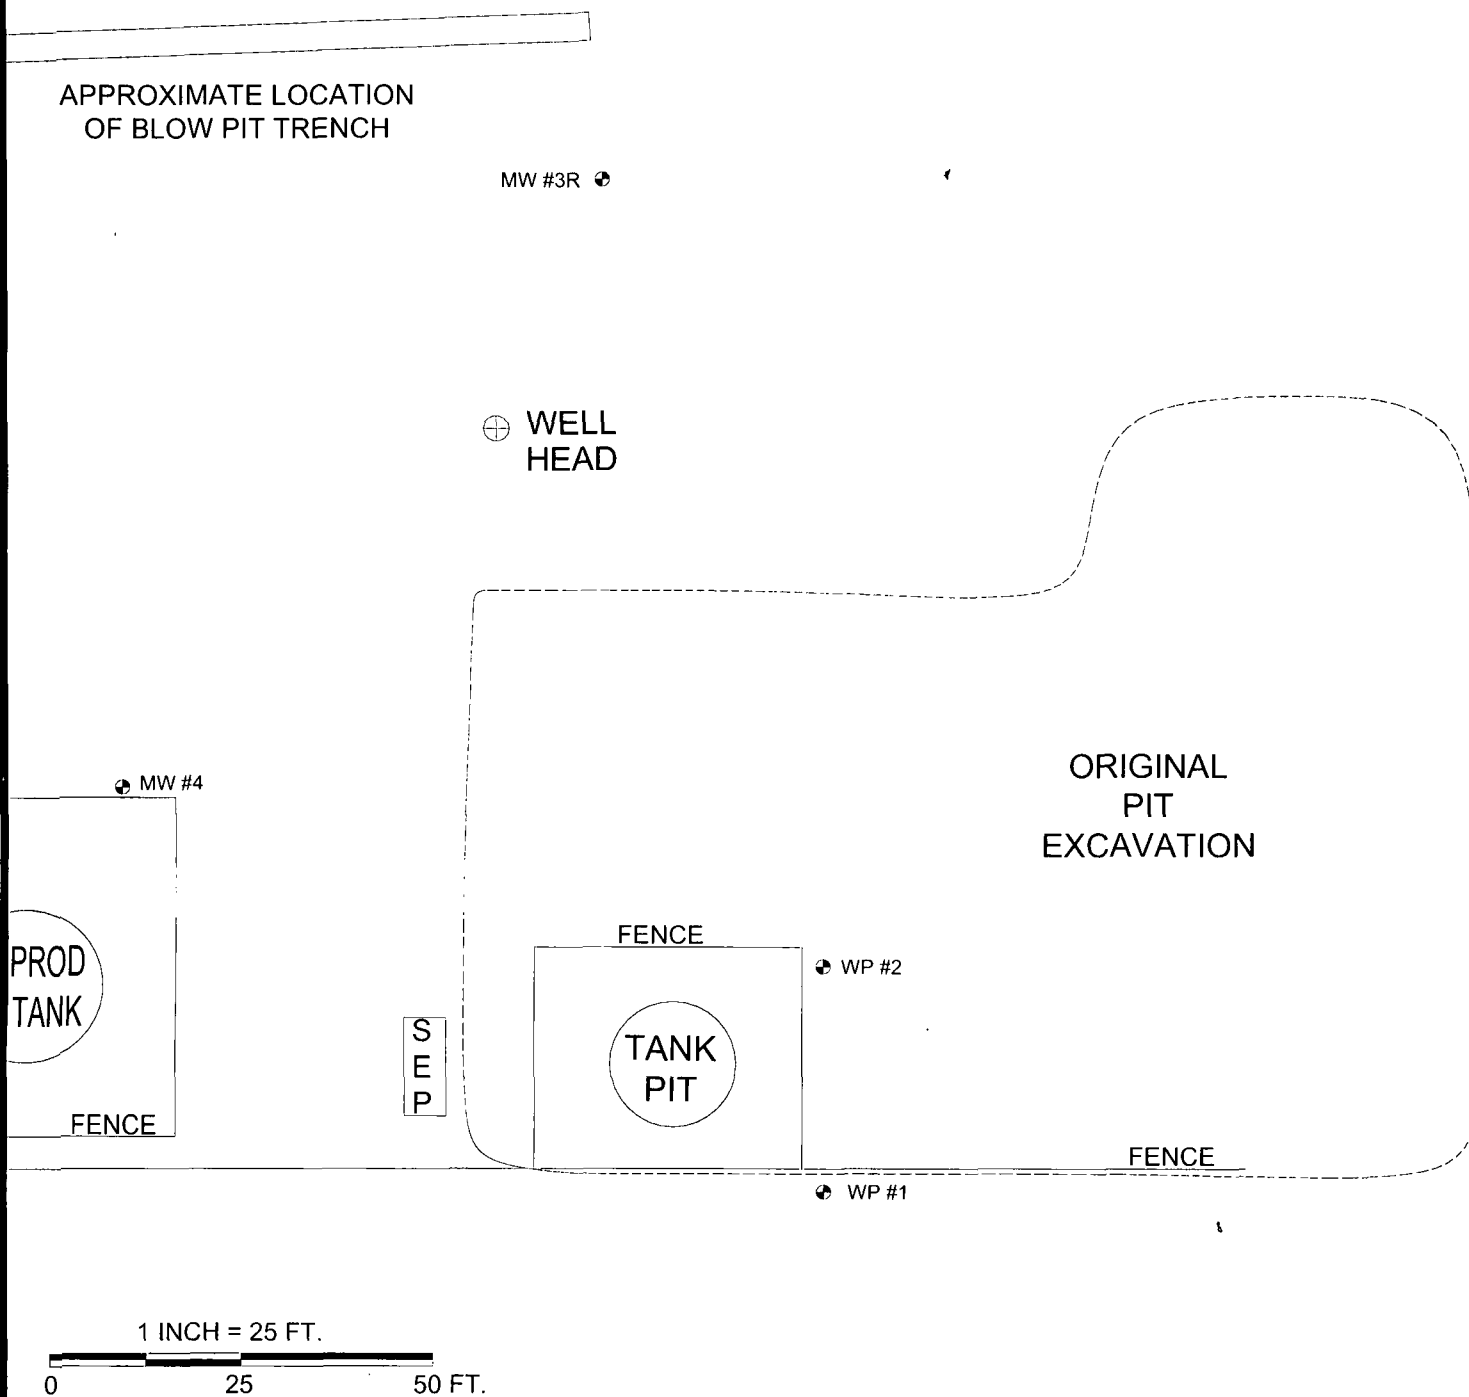 APPROXIMATE LOCATION
OF BLOW PIT TRENCH
MW #3R
WELL
HEAD
ORIGINAL
PIT
EXCAVATION
MW #4
PROD
TANK
FENCE
S
E
P
FENCE
TANK
PIT
WP #2
FENCE
WP #1
1 INCH = 25 FT.
0 25 50 FT.